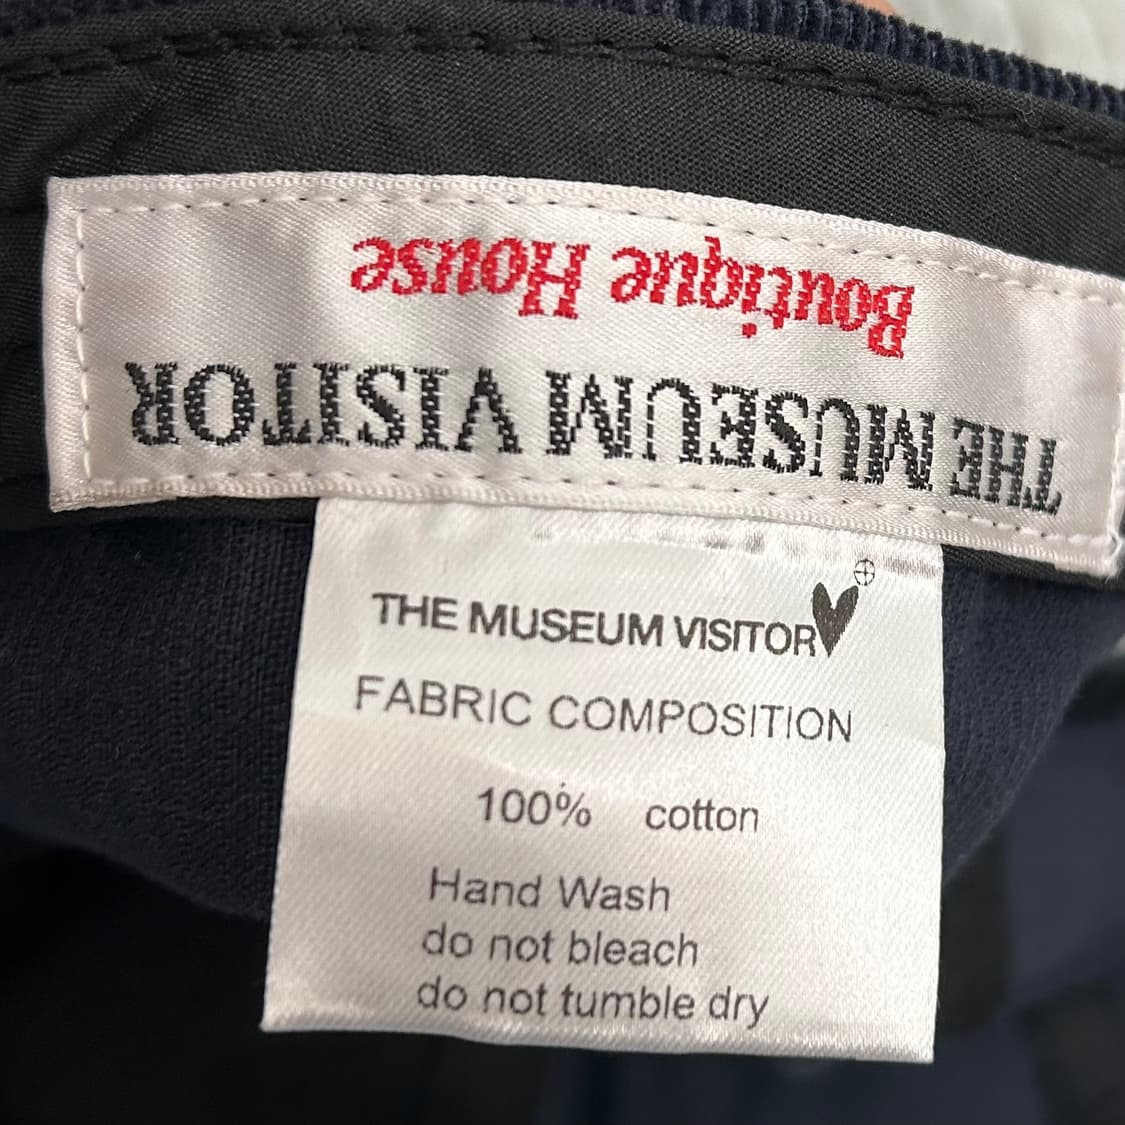 THE MUSEUM VISITOR
Boutique House
THE MUSEUM VISITOR
FABRIC COMPOSITION
100% cotton
Hand Wash
do not bleach
do not tumble dry